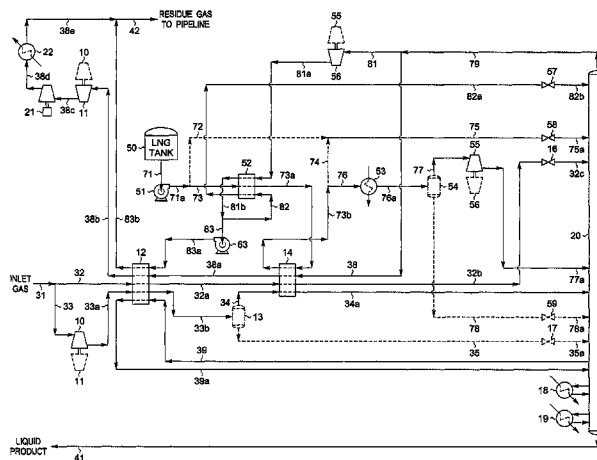 38e
42
RESIDUE GAS
TO PIPELINE
22
10
55
38d
11
81a
56
81
79
21
38c
82a
57
82b
72
75
58
75a
50
LNG
TANK
52
74
16
32c
71
73a
76
53
77
55
51
71a
73
76a
54
56
81b
82
73b
20
38b
83b
83
63
83a
12
14
38a
38
32b
77a
INLET
GAS
32
31
33
33a
32a
34
34a
13
33b
59
10
78
78a
39
35
17
35a
11
39a
18
19
LIQUID
PRODUCT
41